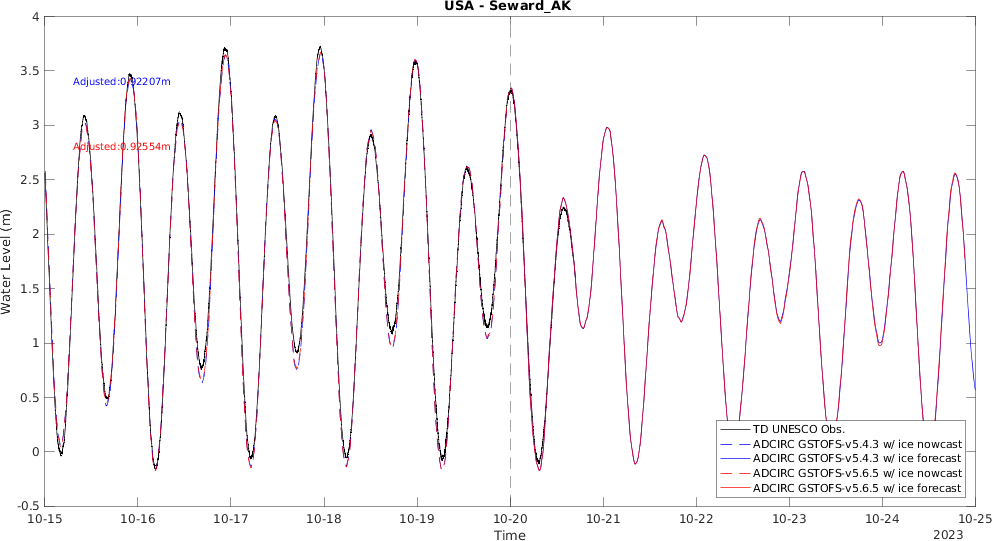 USA - Seward_AK
4
3.5
3
2.5
2
1.5
1
0.5
0
-0.5
Water Level (m)
Adjusted:0.92207m
Adjusted:0.92554m
TD UNESCO Obs.
ADCIRC GSTOFS-v5.4.3 w/ ice nowcast
ADCIRC GSTOFS-v5.4.3 w/ ice forecast
ADCIRC GSTOFS-v5.6.5 w/ ice nowcast
ADCIRC GSTOFS-v5.6.5 w/ ice forecast
10-15 10-16 10-17 10-18 10-19 10-20 10-21 10-22 10-23 10-24 10-25
Time
2023